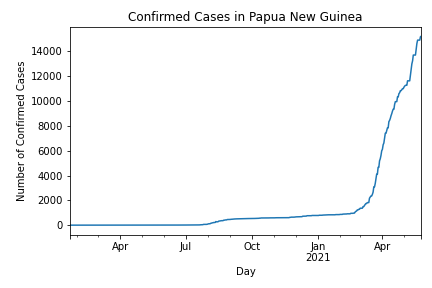 Confirmed Cases in Papua New Guinea
Number of Confirmed Cases
14000
12000
10000
8000
6000
4000
2000
0
Apr Jul Oct Jan Apr
2021
Day